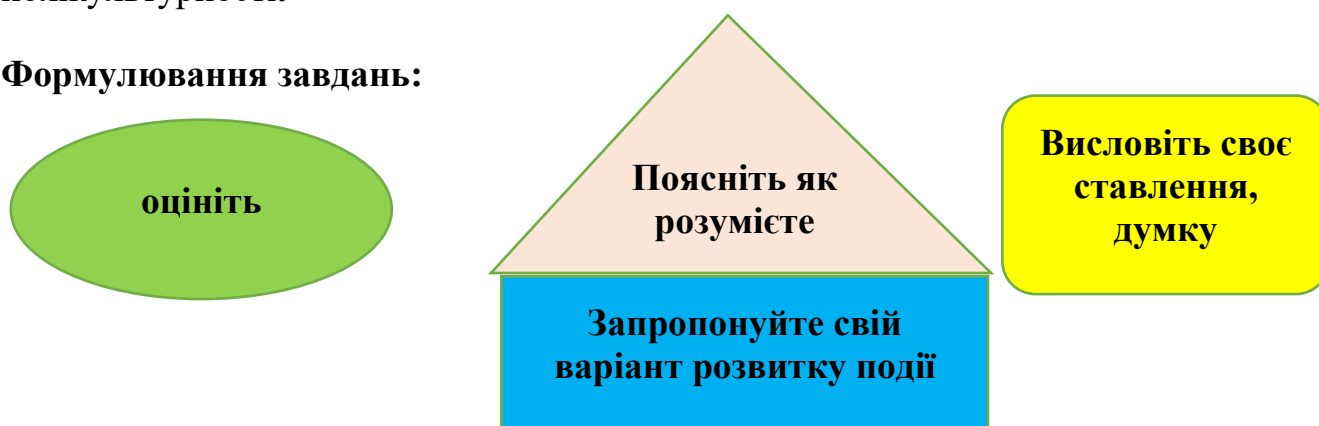 Формулювання завдань:
оцініть
Поясніть як
розумієте
Висловіть своє
ставлення,
думку
Запропонуйте свій
варіант розвитку події